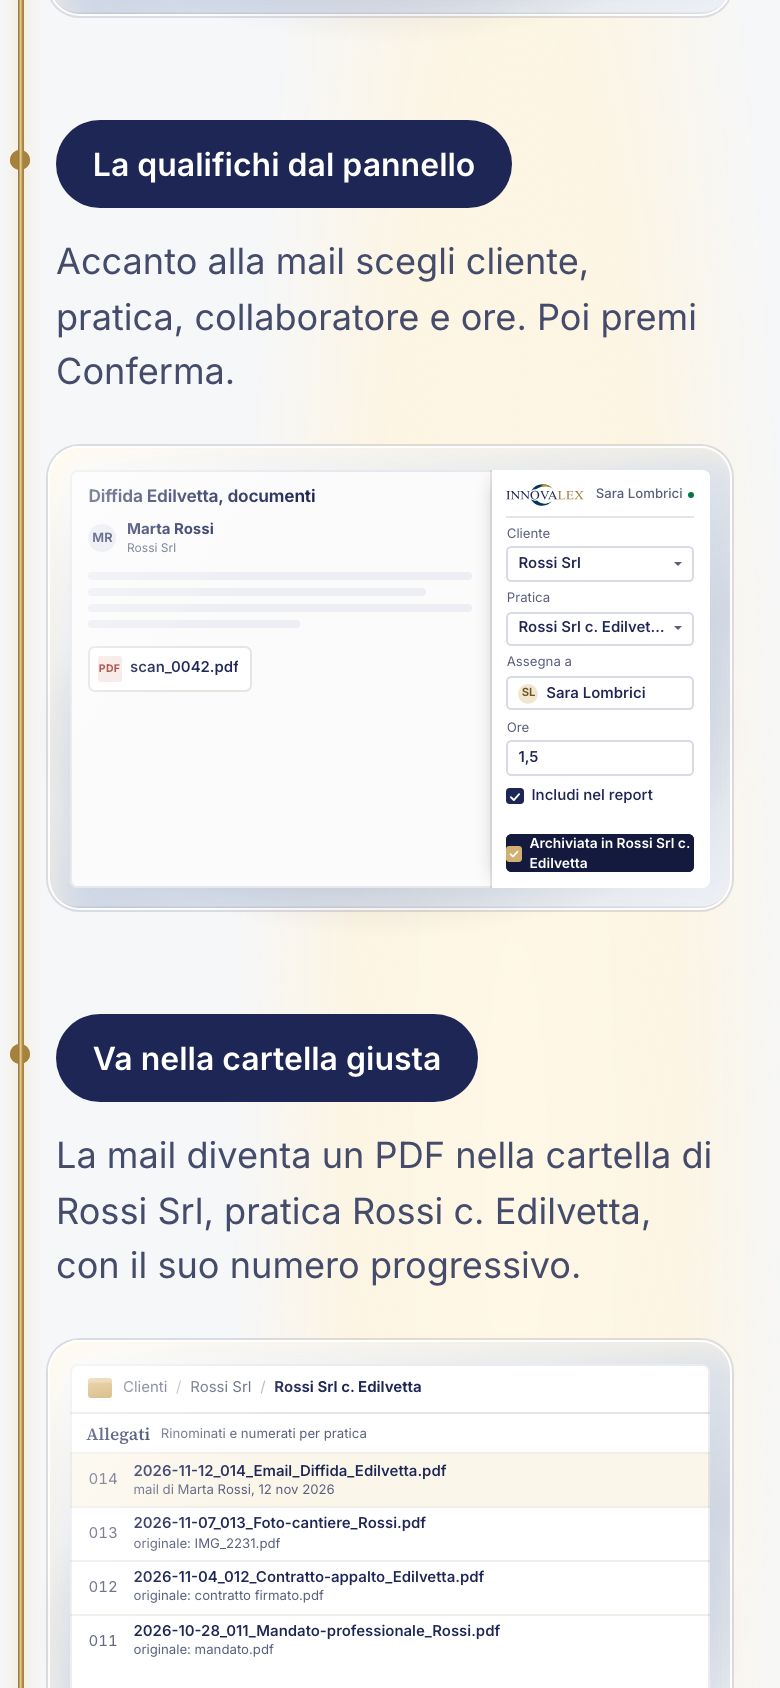 La qualifichi dal pannello
Accanto alla mail scegli cliente,
pratica, collaboratore e ore. Poi premi
Conferma.
Diffida Edilvetta, documenti
MR
Marta Rossi
Rossi Srl
PDF
scan_0042.pdf
INNOVALEX
Sara Lombrici
Cliente
Rossi Srl
Pratica
Rossi Srl c. Edilvet...
Assegna a
SL
Sara Lombrici
Ore
1,5
Includi nel report
Archiviata in Rossi Srl c.
Edilvetta
Va nella cartella giusta
La mail diventa un PDF nella cartella di
Rossi Srl, pratica Rossi c. Edilvetta,
con il suo numero progressivo.
Clienti / Rossi Srl / Rossi Srl c. Edilvetta
Allegati Rinominati e numerati per pratica
014
2026-11-12_014_Email_Diffida_Edilvetta.pdf
mail di Marta Rossi, 12 nov 2026
013
2026-11-07_013_Foto-cantiere_Rossi.pdf
originale: IMG_2231.pdf
012
2026-11-04_012_Contratto-appalto_Edilvetta.pdf
originale: contratto firmato.pdf
011
2026-10-28_011_Mandato-professionale_Rossi.pdf
originale: mandato.pdf